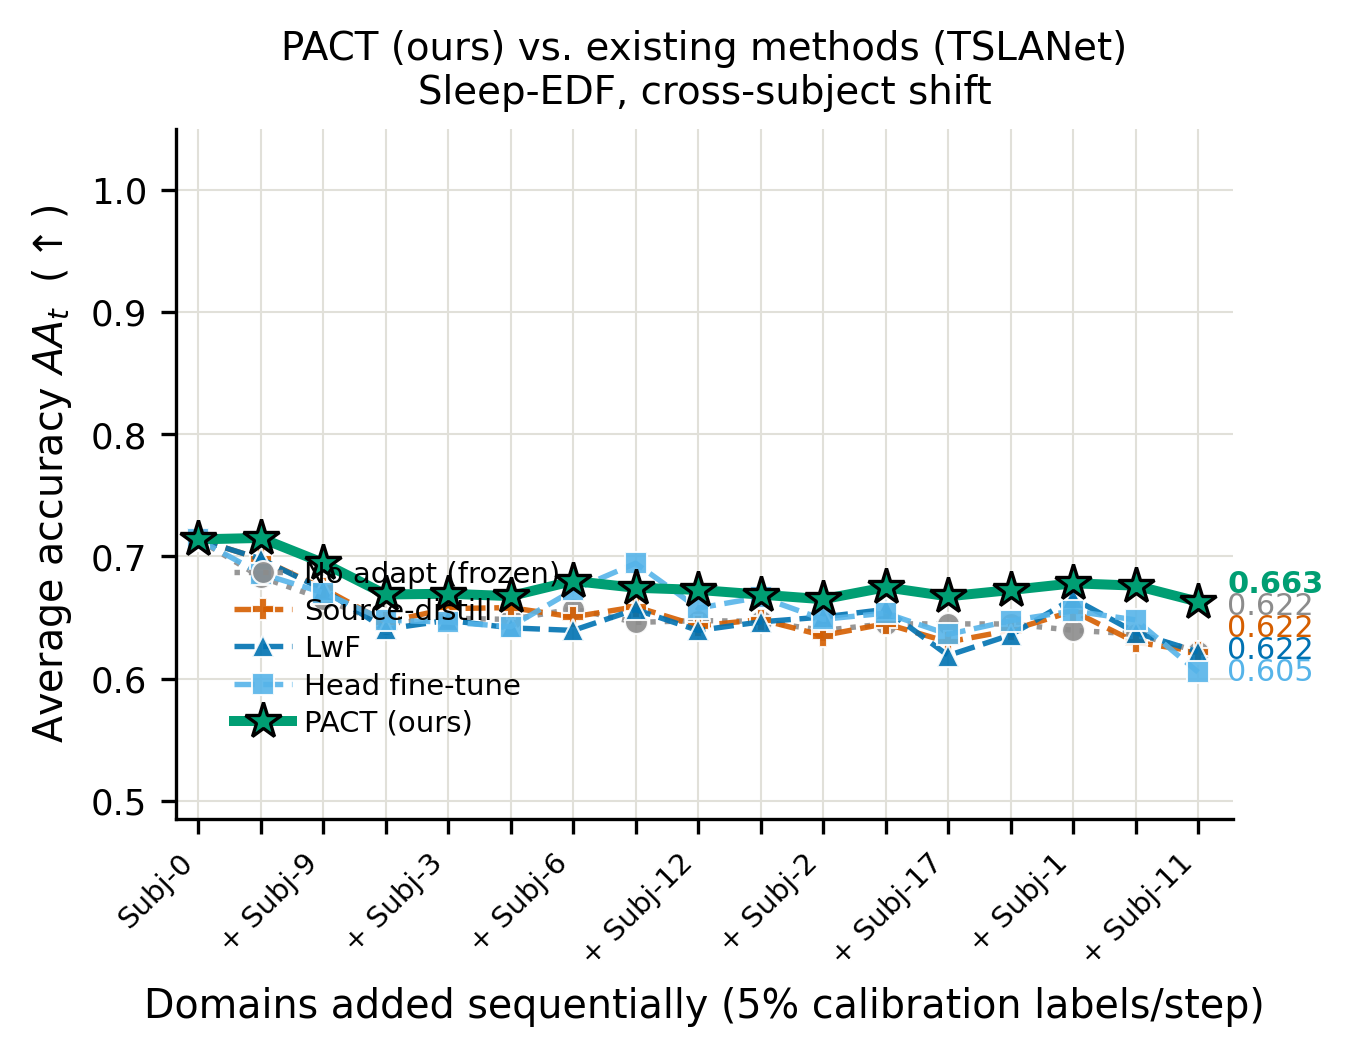 PACT (ours) vs. existing methods (TSLANet)
Sleep-EDF, cross-subject shift
Average accuracy AAₜ (↑)
1.0
0.9
0.8
0.7
0.6
0.5
No adapt (frozen)
Source-distill
LwF
Head fine-tune
PACT (ours)
0.663
0.622
0.622
0.622
0.605
Subj-0
+ Subj-9
+ Subj-3
+ Subj-6
+ Subj-12
+ Subj-2
+ Subj-17
+ Subj-1
+ Subj-11
Domains added sequentially (5% calibration labels/step)